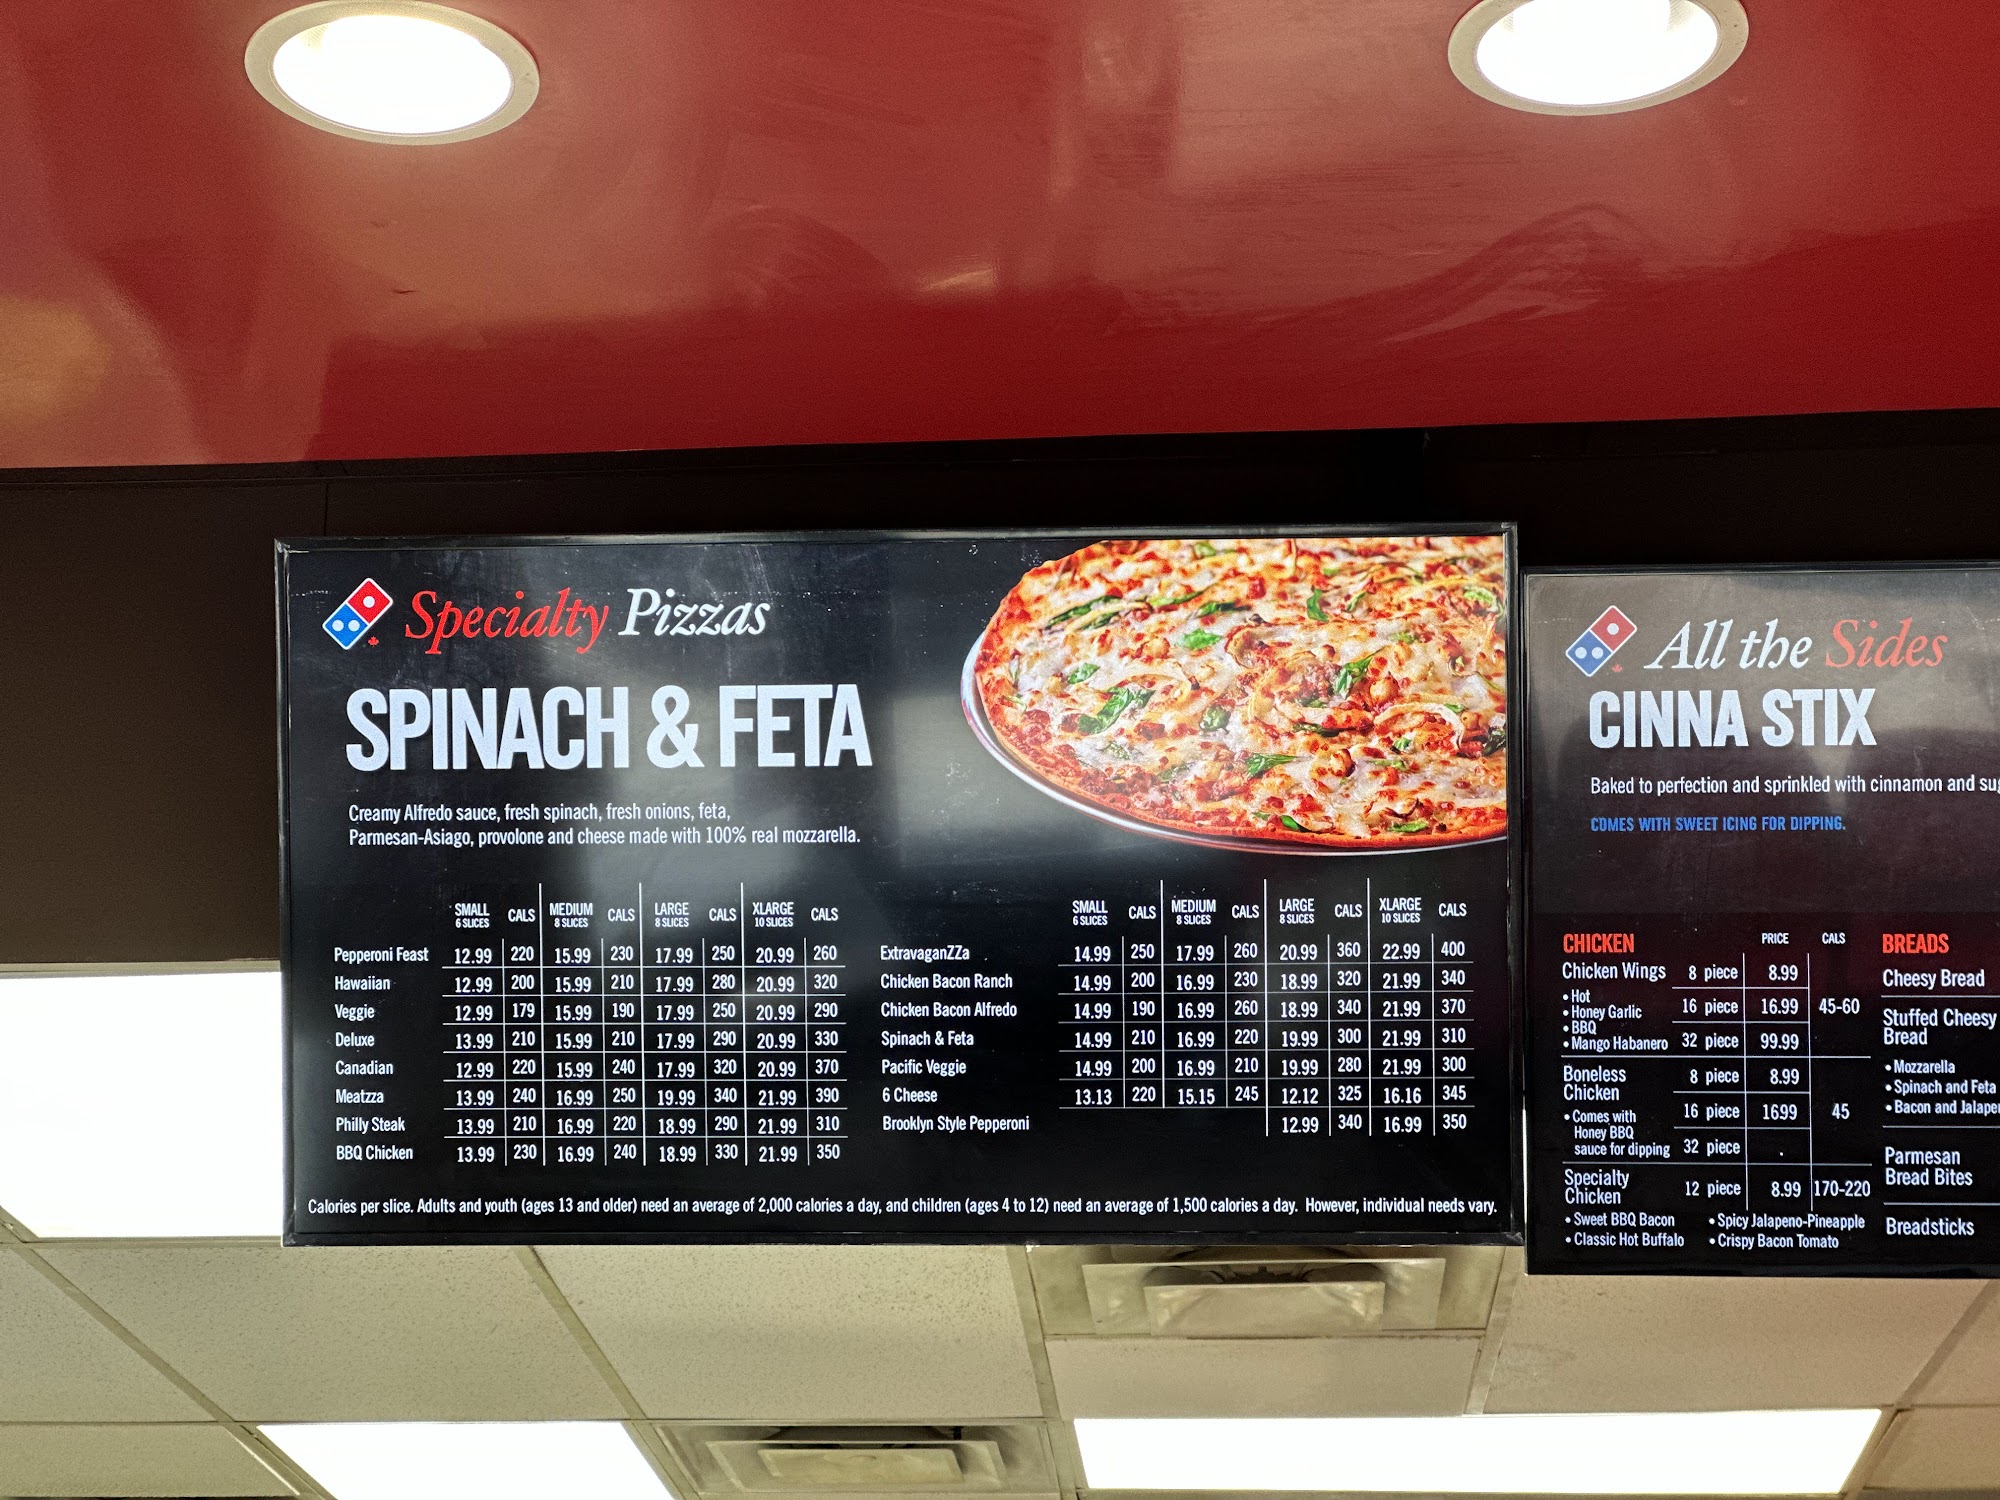 Specialty Pizzas
SPINACH & FETA
Creamy Alfredo sauce, fresh spinach, fresh onions, feta,
Parmesan-Asiago, provolone and cheese made with 100% real mozzarella.
SMALL CALS MEDIUM CALS LARGE CALS XLARGE CALS
6 SLICES 8 SLICES 8 SLICES 10 SLICES
Pepperoni Feast 12.99 220 15.99 230 17.99 250 20.99 260
Hawaiian 12.99 200 15.99 210 17.99 280 20.99 320
Veggie 12.99 179 15.99 190 17.99 250 20.99 290
Deluxe 13.99 210 15.99 210 17.99 290 20.99 330
Canadian 12.99 220 15.99 240 17.99 320 20.99 370
Meatzza 13.99 240 16.99 250 19.99 340 21.99 390
Philly Steak 13.99 210 16.99 220 18.99 290 21.99 310
BBQ Chicken 13.99 230 16.99 240 18.99 330 21.99 350
SMALL CALS MEDIUM CALS LARGE CALS XLARGE CALS
6 SLICES 8 SLICES 8 SLICES 10 SLICES
ExtravaganZZa 14.99 250 17.99 260 20.99 360 22.99 400
Chicken Bacon Ranch 14.99 200 16.99 230 18.99 320 21.99 340
Chicken Bacon Alfredo 14.99 190 16.99 260 18.99 340 21.99 370
Spinach & Feta 14.99 210 16.99 220 19.99 300 21.99 310
Pacific Veggie 14.99 200 16.99 210 19.99 280 21.99 300
6 Cheese 13.13 220 15.15 245 12.12 325 16.16 345
Brooklyn Style Pepperoni 12.99 340 16.99 350
Calories per slice. Adults and youth (ages 13 and older) need an average of 2,000 calories a day, and children (ages 4 to 12) need an average of 1,500 calories a day. However, individual needs vary.
All the Sides
CINNA STIX
Baked to perfection and sprinkled with cinnamon and
COMES WITH SWEET ICING FOR DIPPING.
CHICKEN PRICE CALS
Chicken Wings 8 piece 8.99
• Hot
• Honey Garlic 16 piece 16.99 45-60
• BBQ
• Mango Habanero 32 piece 99.99
Boneless 8 piece 8.99
Chicken
• Comes with 16 piece 1699 45
Honey BBQ
sauce for dipping 32 piece .
Specialty 12 piece 8.99 170-220
Chicken
• Sweet BBQ Bacon • Spicy Jalapeno-Pineapple
• Classic Hot Buffalo • Crispy Bacon Tomato
BREADS
Cheesy Bread
Stuffed Cheesy
Bread
• Mozzarella
• Spinach and Feta
• Bacon and
Parmesan
Bread Bites
Breadsticks